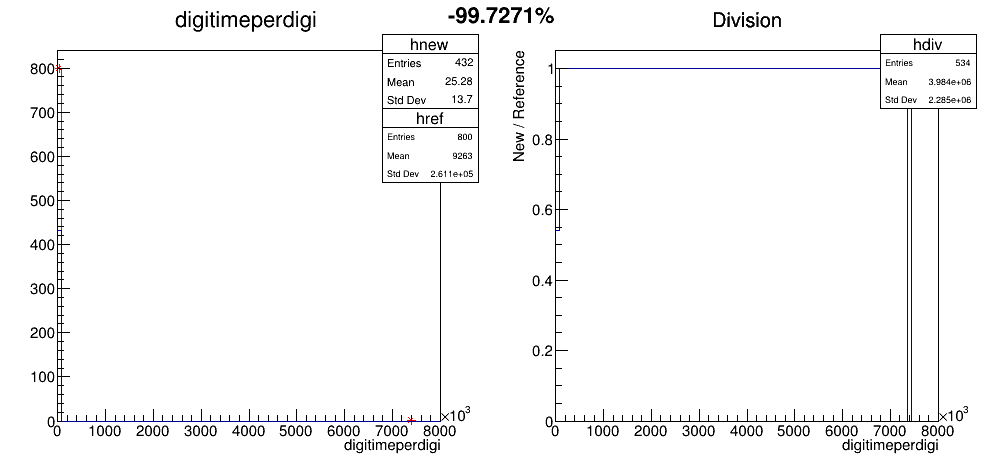 -99.7271%
digitimeperdigi
hnew
Entries 432
Mean 25.28
Std Dev 13.7
href
Entries 800
Mean 9263
Std Dev 2.611e+05
800
700
600
500
400
300
200
100
0
0 1000 2000 3000 4000 5000 6000 7000 8000
×10³
digitimeperdigi
Division
hdiv
Entries 534
Mean 3.984e+06
Std Dev 2.285e+06
New / Reference
1
0.8
0.6
0.4
0.2
0
0 1000 2000 3000 4000 5000 6000 7000 8000
×10³
digitimeperdigi